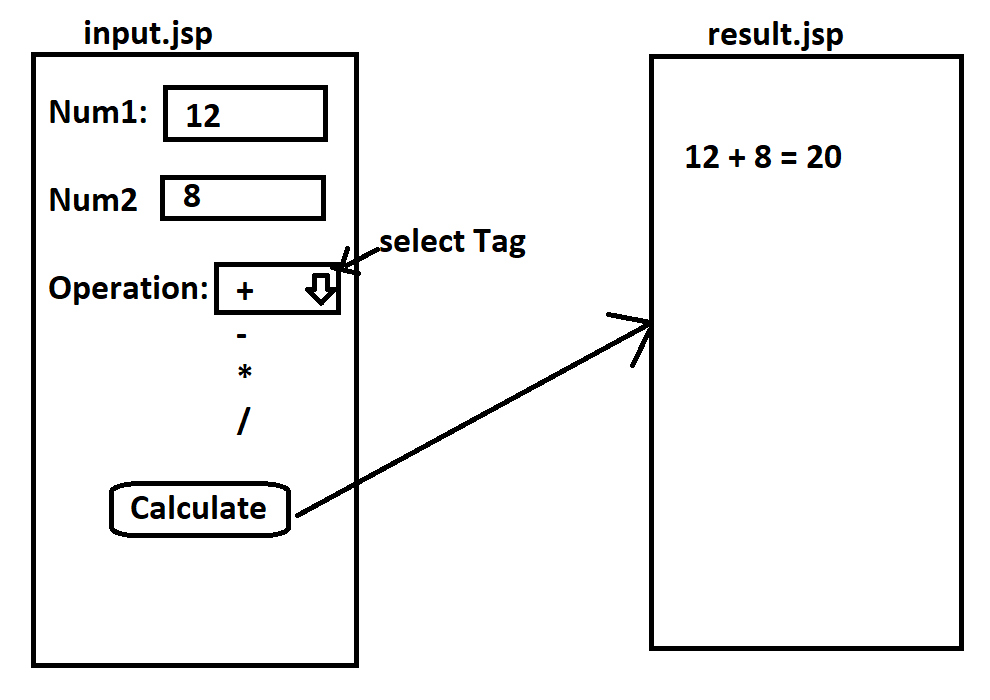 input.jsp
Num1: 12
Num2 8
select Tag
Operation: +
-
*
/
Calculate
result.jsp
12 + 8 = 20